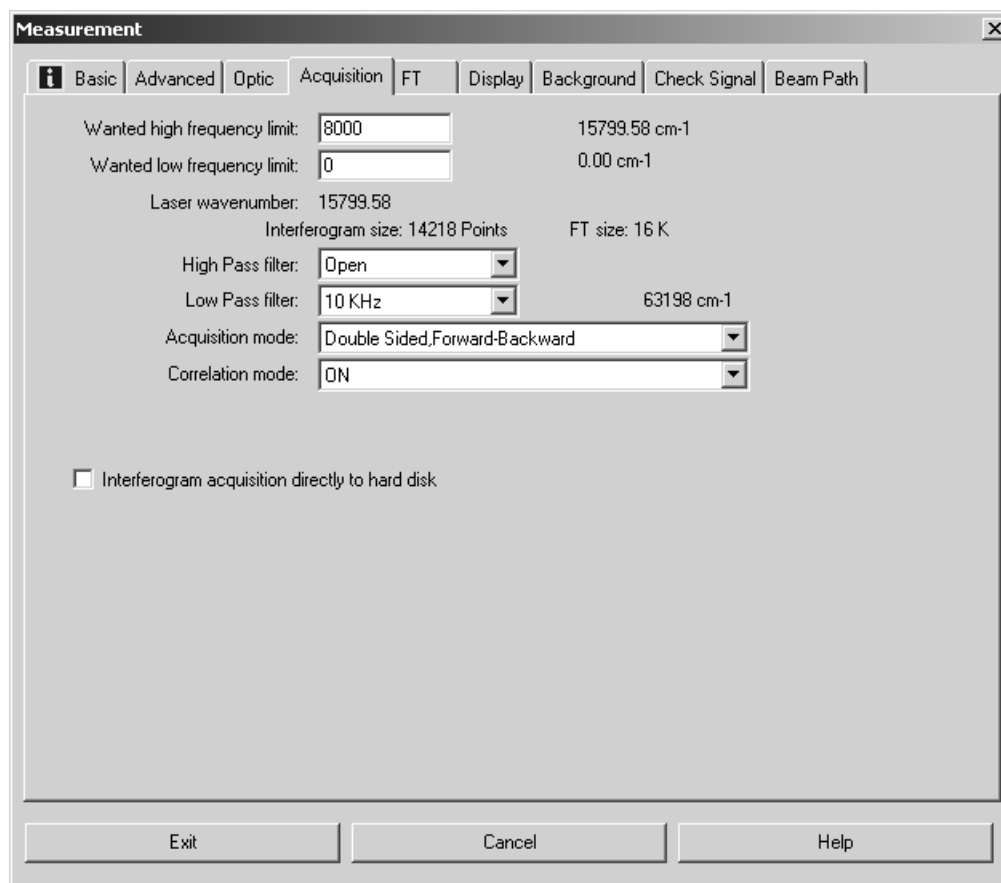 Measurement
i Basic Advanced Optic Acquisition FT Display Background Check Signal Beam Path
Wanted high frequency limit: 8000 15799.58 cm-1
Wanted low frequency limit: 0 0.00 cm-1
Laser wavenumber: 15799.58
Interferogram size: 14218 Points FT size: 16 K
High Pass filter: Open
Low Pass filter: 10 KHz 63198 cm-1
Acquisition mode: Double Sided,Forward-Backward
Correlation mode: ON
Interferogram acquisition directly to hard disk
Exit Cancel Help